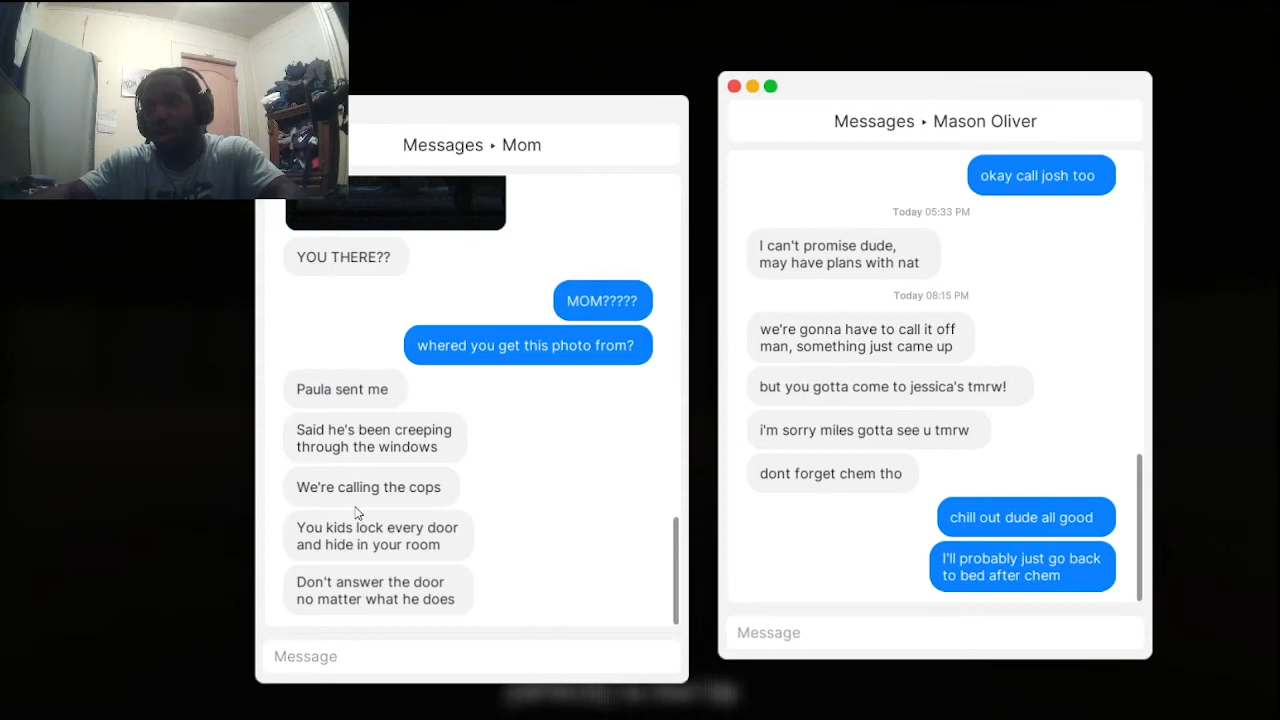 Messages ▸ Mom
YOU THERE??
MOM?????
whered you get this photo from?
Paula sent me
Said he's been creeping
through the windows
We're calling the cops
You kids lock every door
and hide in your room
Don't answer the door
no matter what he does
Message
Messages ▸ Mason Oliver
okay call josh too
Today 05:33 PM
I can't promise dude,
may have plans with nat
Today 08:15 PM
we're gonna have to call it off
man, something just came up
but you gotta come to jessica's tmrw!
i'm sorry miles gotta see u tmrw
dont forget chem tho
chill out dude all good
I'll probably just go back
to bed after chem
Message